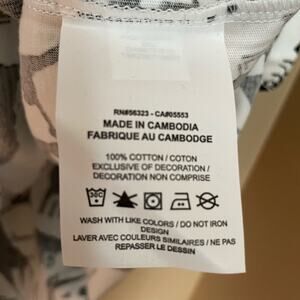 RN#56323 - CA#05553
MADE IN CAMBODIA
FABRIQUE AU CAMBODGE
100% COTTON / COTON
EXCLUSIVE OF DECORATION /
DECORATION NON COMPRISE
30C
WASH WITH LIKE COLORS / DO NOT IRON
DESIGN
LAVER AVEC COULEURS SIMILAIRES / NE PAS
REPASSER LE DESSIN